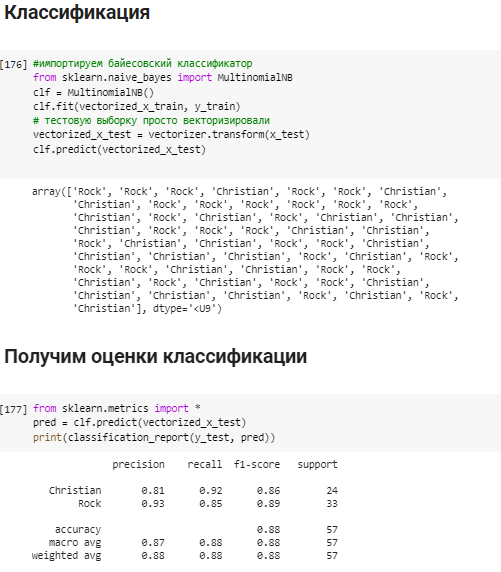 Классификация
[176] #импортируем байесовский классификатор
from sklearn.naive_bayes import MultinomialNB
clf = MultinomialNB()
clf.fit(vectorized_x_train, y_train)
# тестовую выборку просто векторизировали
vectorized_x_test = vectorizer.transform(x_test)
clf.predict(vectorized_x_test)
array(['Rock', 'Rock', 'Rock', 'Christian', 'Rock', 'Rock', 'Christian',
'Christian', 'Rock', 'Rock', 'Rock', 'Rock', 'Rock', 'Rock',
'Christian', 'Rock', 'Christian', 'Rock', 'Christian', 'Christian',
'Christian', 'Rock', 'Rock', 'Rock', 'Christian', 'Christian',
'Rock', 'Christian', 'Christian', 'Rock', 'Rock', 'Christian',
'Christian', 'Christian', 'Christian', 'Rock', 'Christian', 'Rock',
'Rock', 'Rock', 'Christian', 'Christian', 'Rock', 'Rock',
'Christian', 'Rock', 'Christian', 'Rock', 'Rock', 'Christian',
'Christian', 'Christian', 'Christian', 'Rock', 'Christian', 'Rock',
'Christian'], dtype='<U9')
Получим оценки классификации
[177] from sklearn.metrics import *
pred = clf.predict(vectorized_x_test)
print(classification_report(y_test, pred))
precision recall f1-score support
Christian 0.81 0.92 0.86 24
Rock 0.93 0.85 0.89 33
accuracy 0.88 57
macro avg 0.87 0.88 0.88 57
weighted avg 0.88 0.88 0.88 57